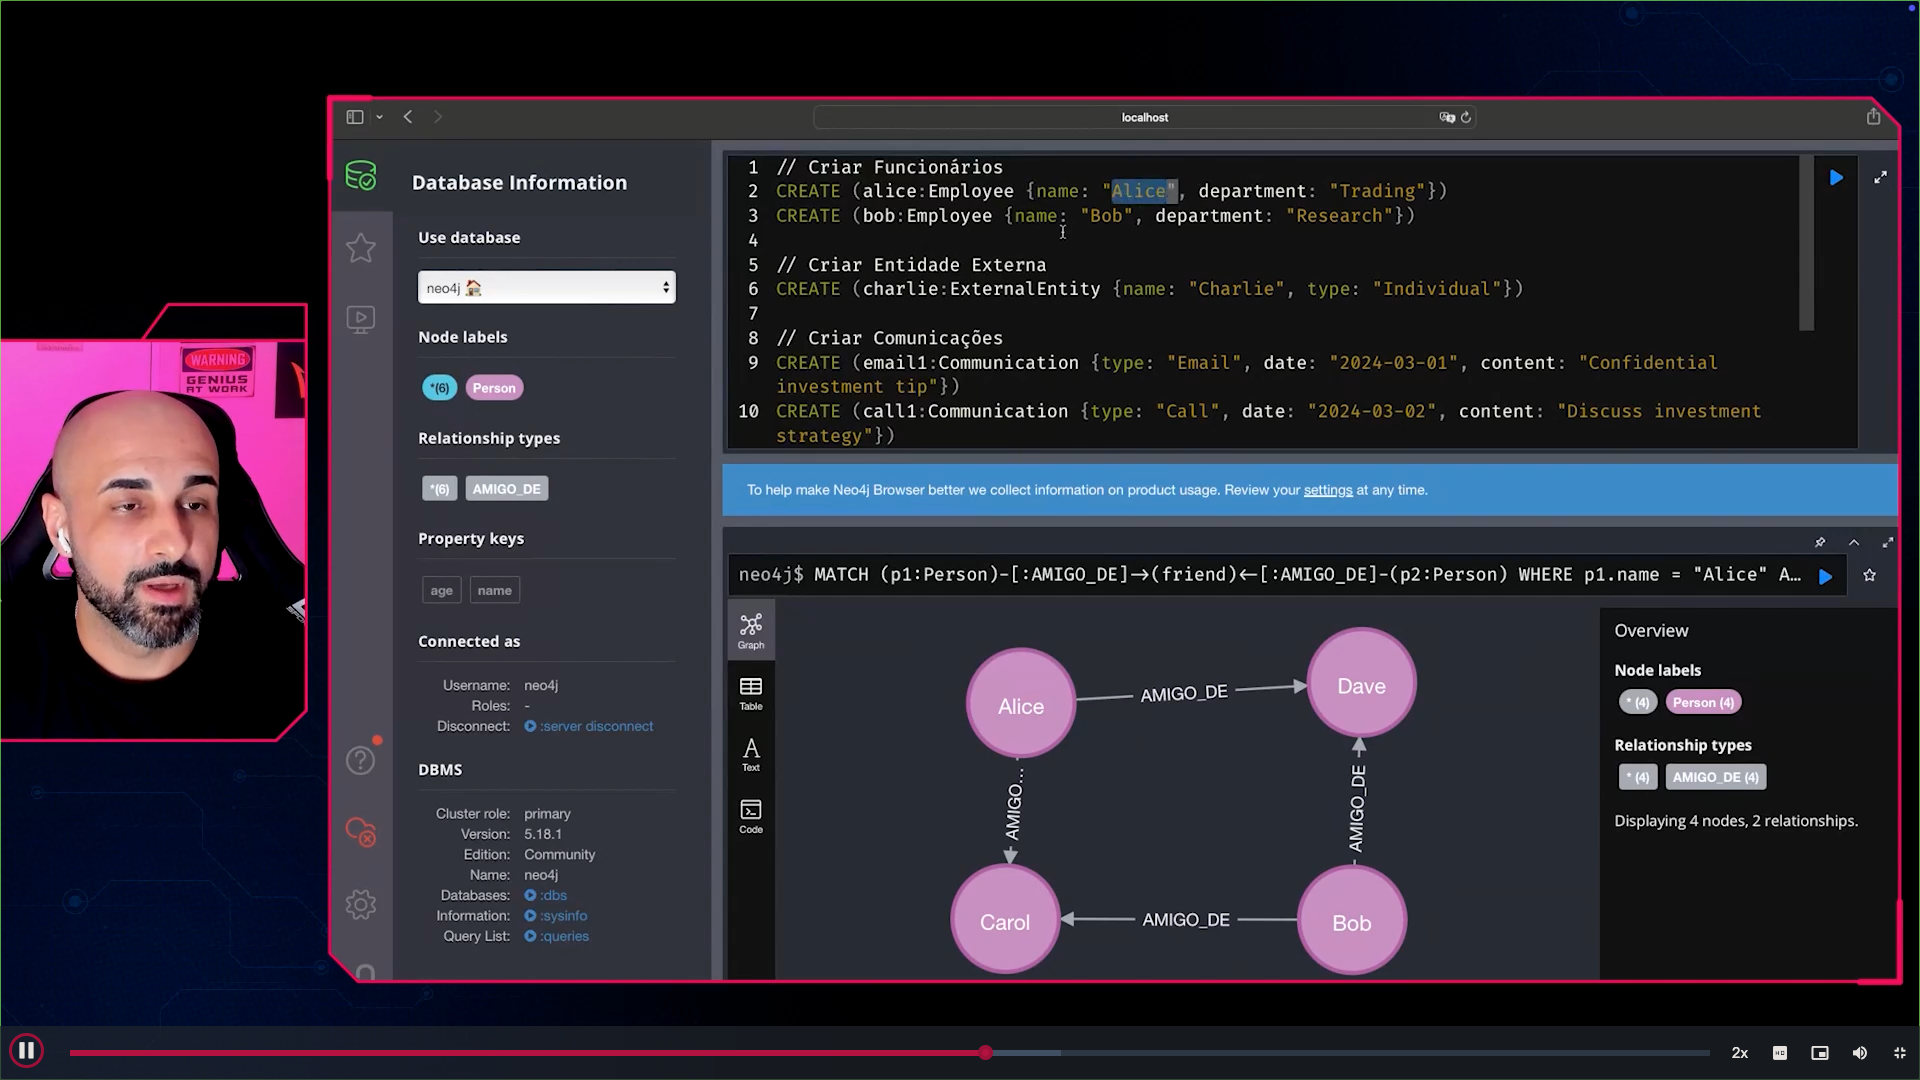 localhost
WARNING
GENIUS
AT WORK
Database Information
Use database
neo4j
Node labels
*(6) Person
Relationship types
*(6) AMIGO_DE
Property keys
age name
Connected as
Username: neo4j
Roles: -
Disconnect: :server disconnect
DBMS
Cluster role: primary
Version: 5.18.1
Edition: Community
Name: neo4j
Databases: :dbs
Information: :sysinfo
Query List: :queries
1 // Criar Funcionários
2 CREATE (alice:Employee {name: "Alice", department: "Trading"})
3 CREATE (bob:Employee {name: "Bob", department: "Research"})
4
5 // Criar Entidade Externa
6 CREATE (charlie:ExternalEntity {name: "Charlie", type: "Individual"})
7
8 // Criar Comunicações
9 CREATE (email1:Communication {type: "Email", date: "2024-03-01", content: "Confidential
investment tip"})
10 CREATE (call1:Communication {type: "Call", date: "2024-03-02", content: "Discuss investment
strategy"})
To help make Neo4j Browser better we collect information on product usage. Review your settings at any time.
neo4j$ MATCH (p1:Person)-[:AMIGO_DE]→(friend)←[:AMIGO_DE]-(p2:Person) WHERE p1.name = "Alice" A…
Graph
Table
A
Text
Code
Alice
AMIGO_DE
Dave
AMIGO...
AMIGO_DE
Carol
AMIGO_DE
Bob
Overview
Node labels
* (4) Person (4)
Relationship types
* (4) AMIGO_DE (4)
Displaying 4 nodes, 2 relationships.
2x
HD